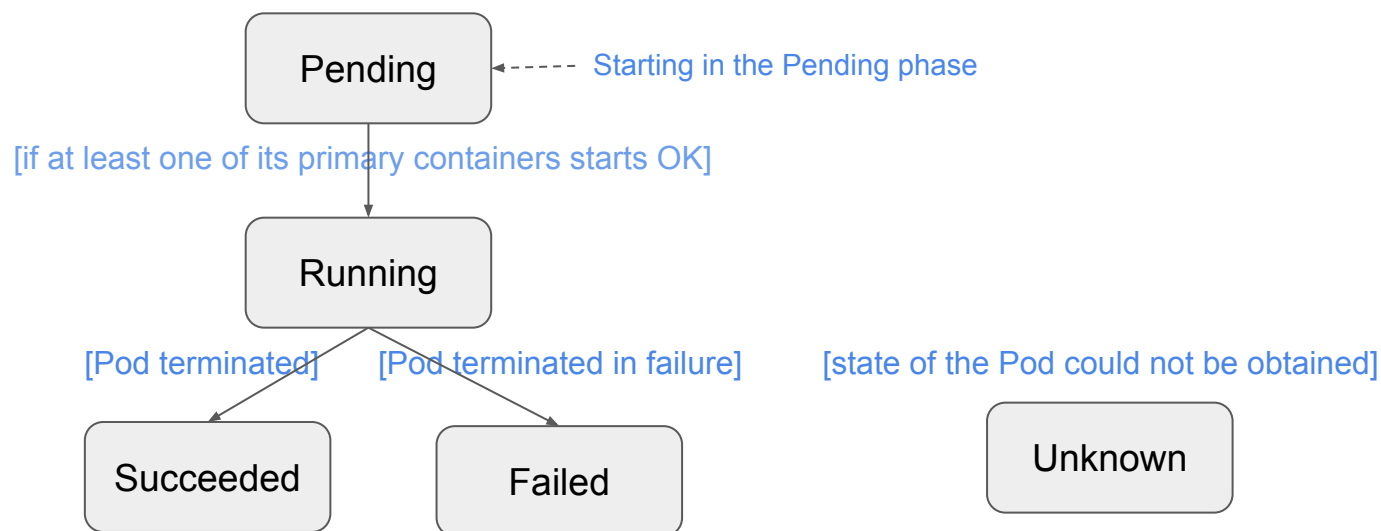 Pending
Starting in the Pending phase
[if at least one of its primary containers starts OK]
Running
[Pod terminated]
[Pod terminated in failure]
[state of the Pod could not be obtained]
Succeeded
Failed
Unknown